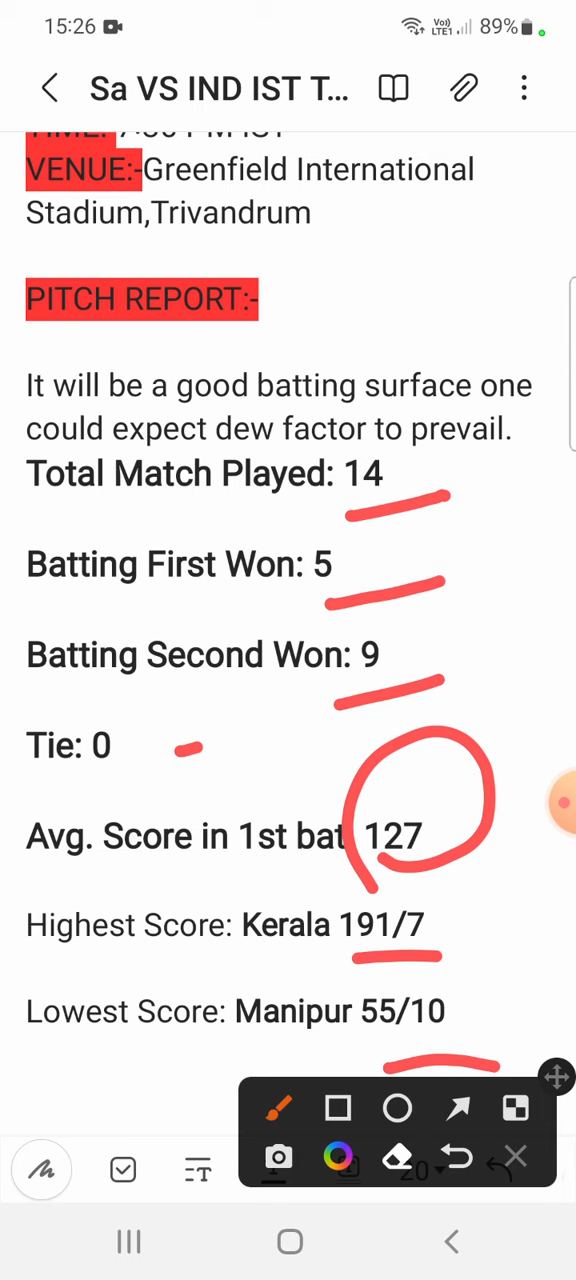 15:26
Vo)) LTE1 89%
Sa VS IND IST T...
VENUE:-Greenfield International
Stadium,Trivandrum
PITCH REPORT:-
It will be a good batting surface one
could expect dew factor to prevail.
Total Match Played: 14
Batting First Won: 5
Batting Second Won: 9
Tie: 0
Avg. Score in 1st bat 127
Highest Score: Kerala 191/7
Lowest Score: Manipur 55/10
20